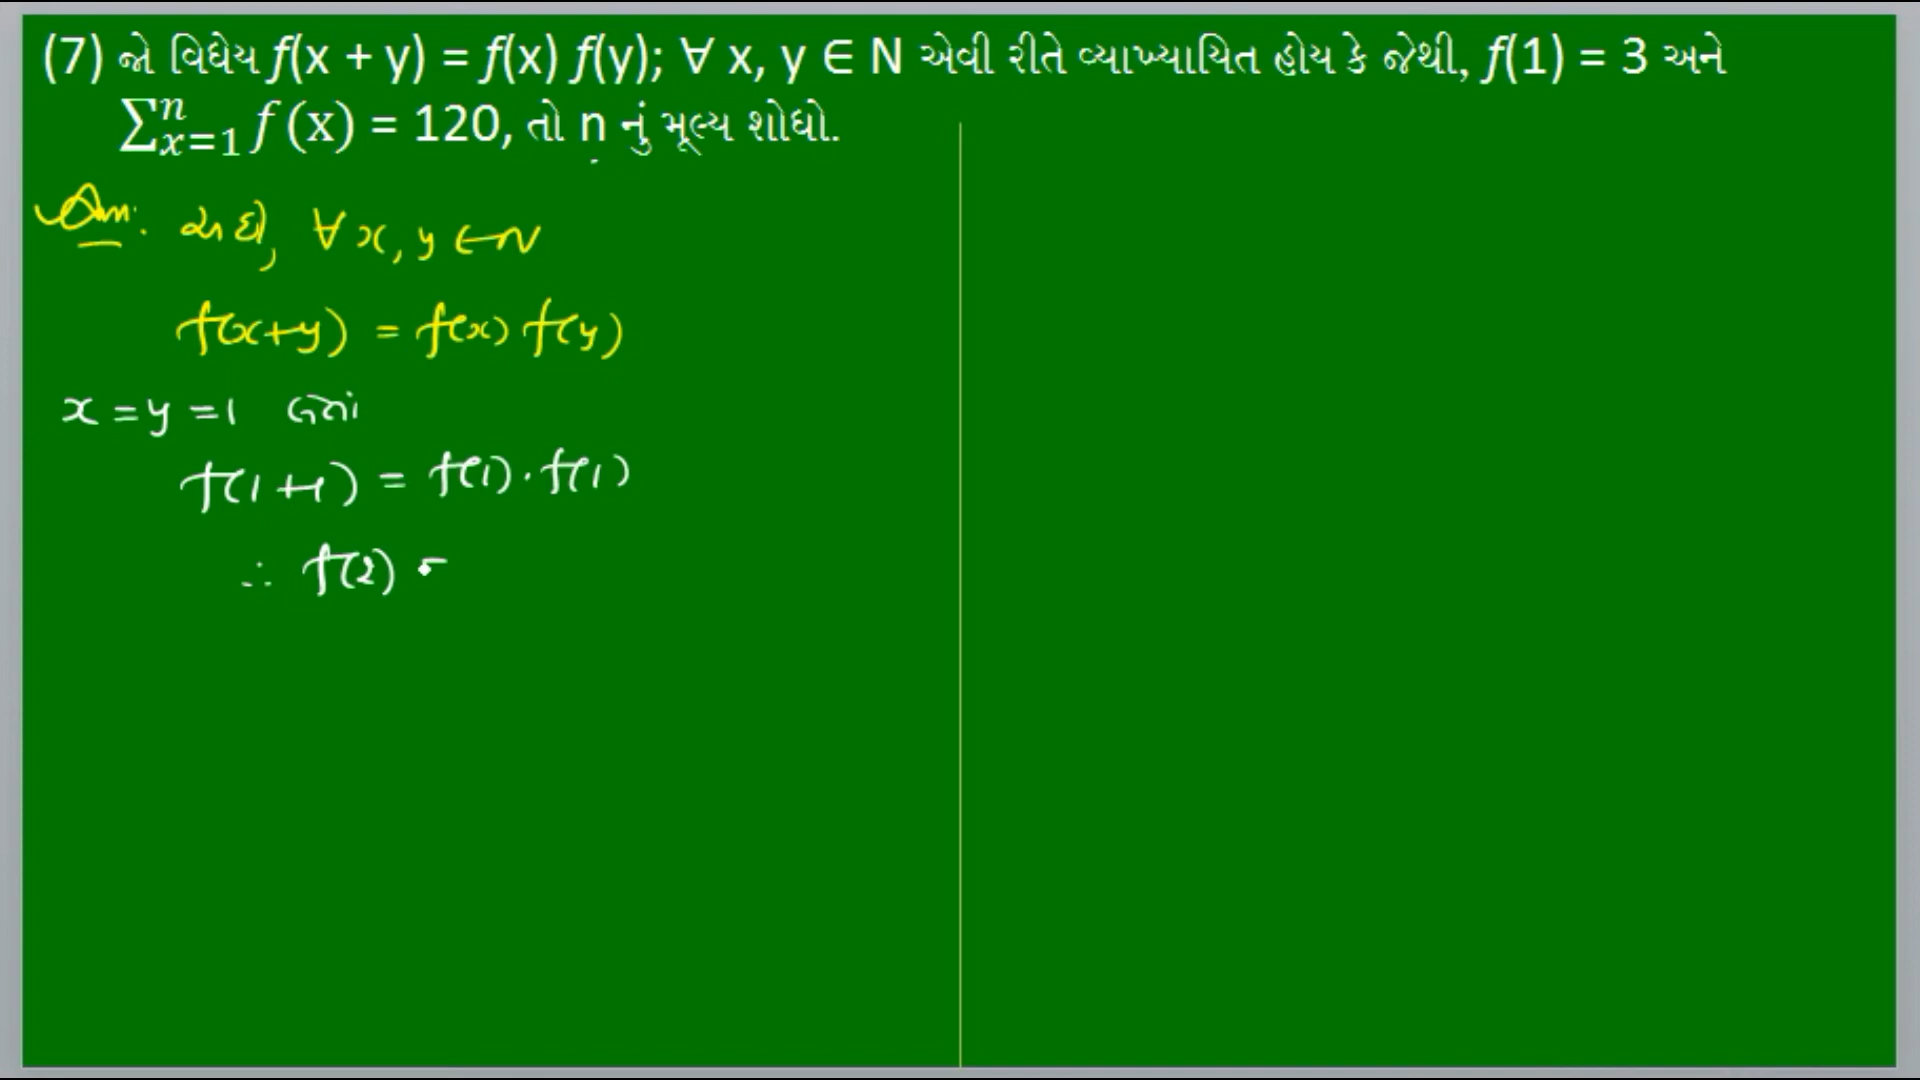 (7) જો વિધેય f(x + y) = f(x) f(y); ∀ x, y ∈ N એવી રીતે વ્યાખ્યાયિત હોય કે જેથી, f(1) = 3 અને
∑ⁿₓ₌₁ f (x) = 120, તો n નું મૂલ્ય શોધો.
Ans: અહીં, ∀ x, y ∈ N
f(x+y) = f(x) f(y)
x = y = 1 લેતાં
f(1+1) = f(1) · f(1)
∴ f(2) =